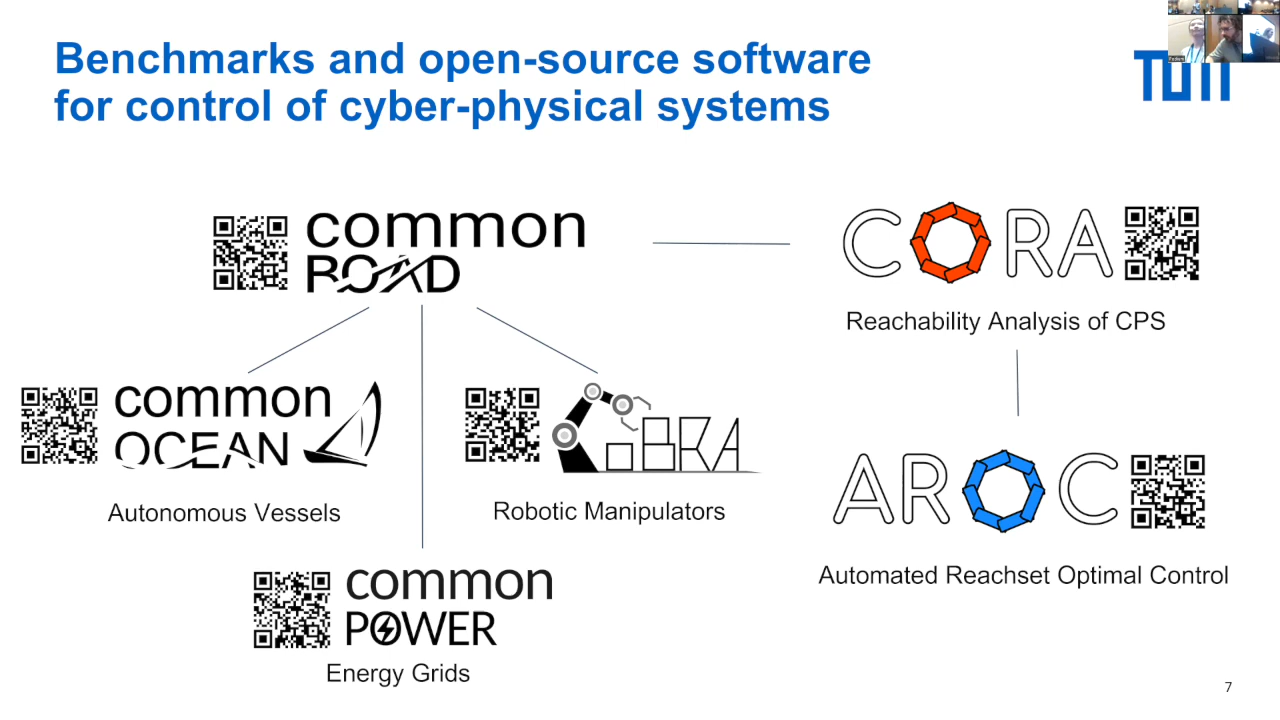 Benchmarks and open-source software
for control of cyber-physical systems
TUM
common
ROAD
CORA
Reachability Analysis of CPS
common
OCEAN
Autonomous Vessels
CoBRA
Robotic Manipulators
AROC
Automated Reachset Optimal Control
common
POWER
Energy Grids
7